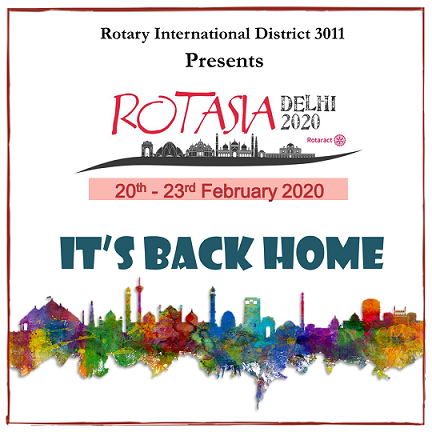 Rotary International District 3011
Presents
ROTASIA DELHI
2020
Rotaract
20th - 23rd February 2020
IT'S BACK HOME